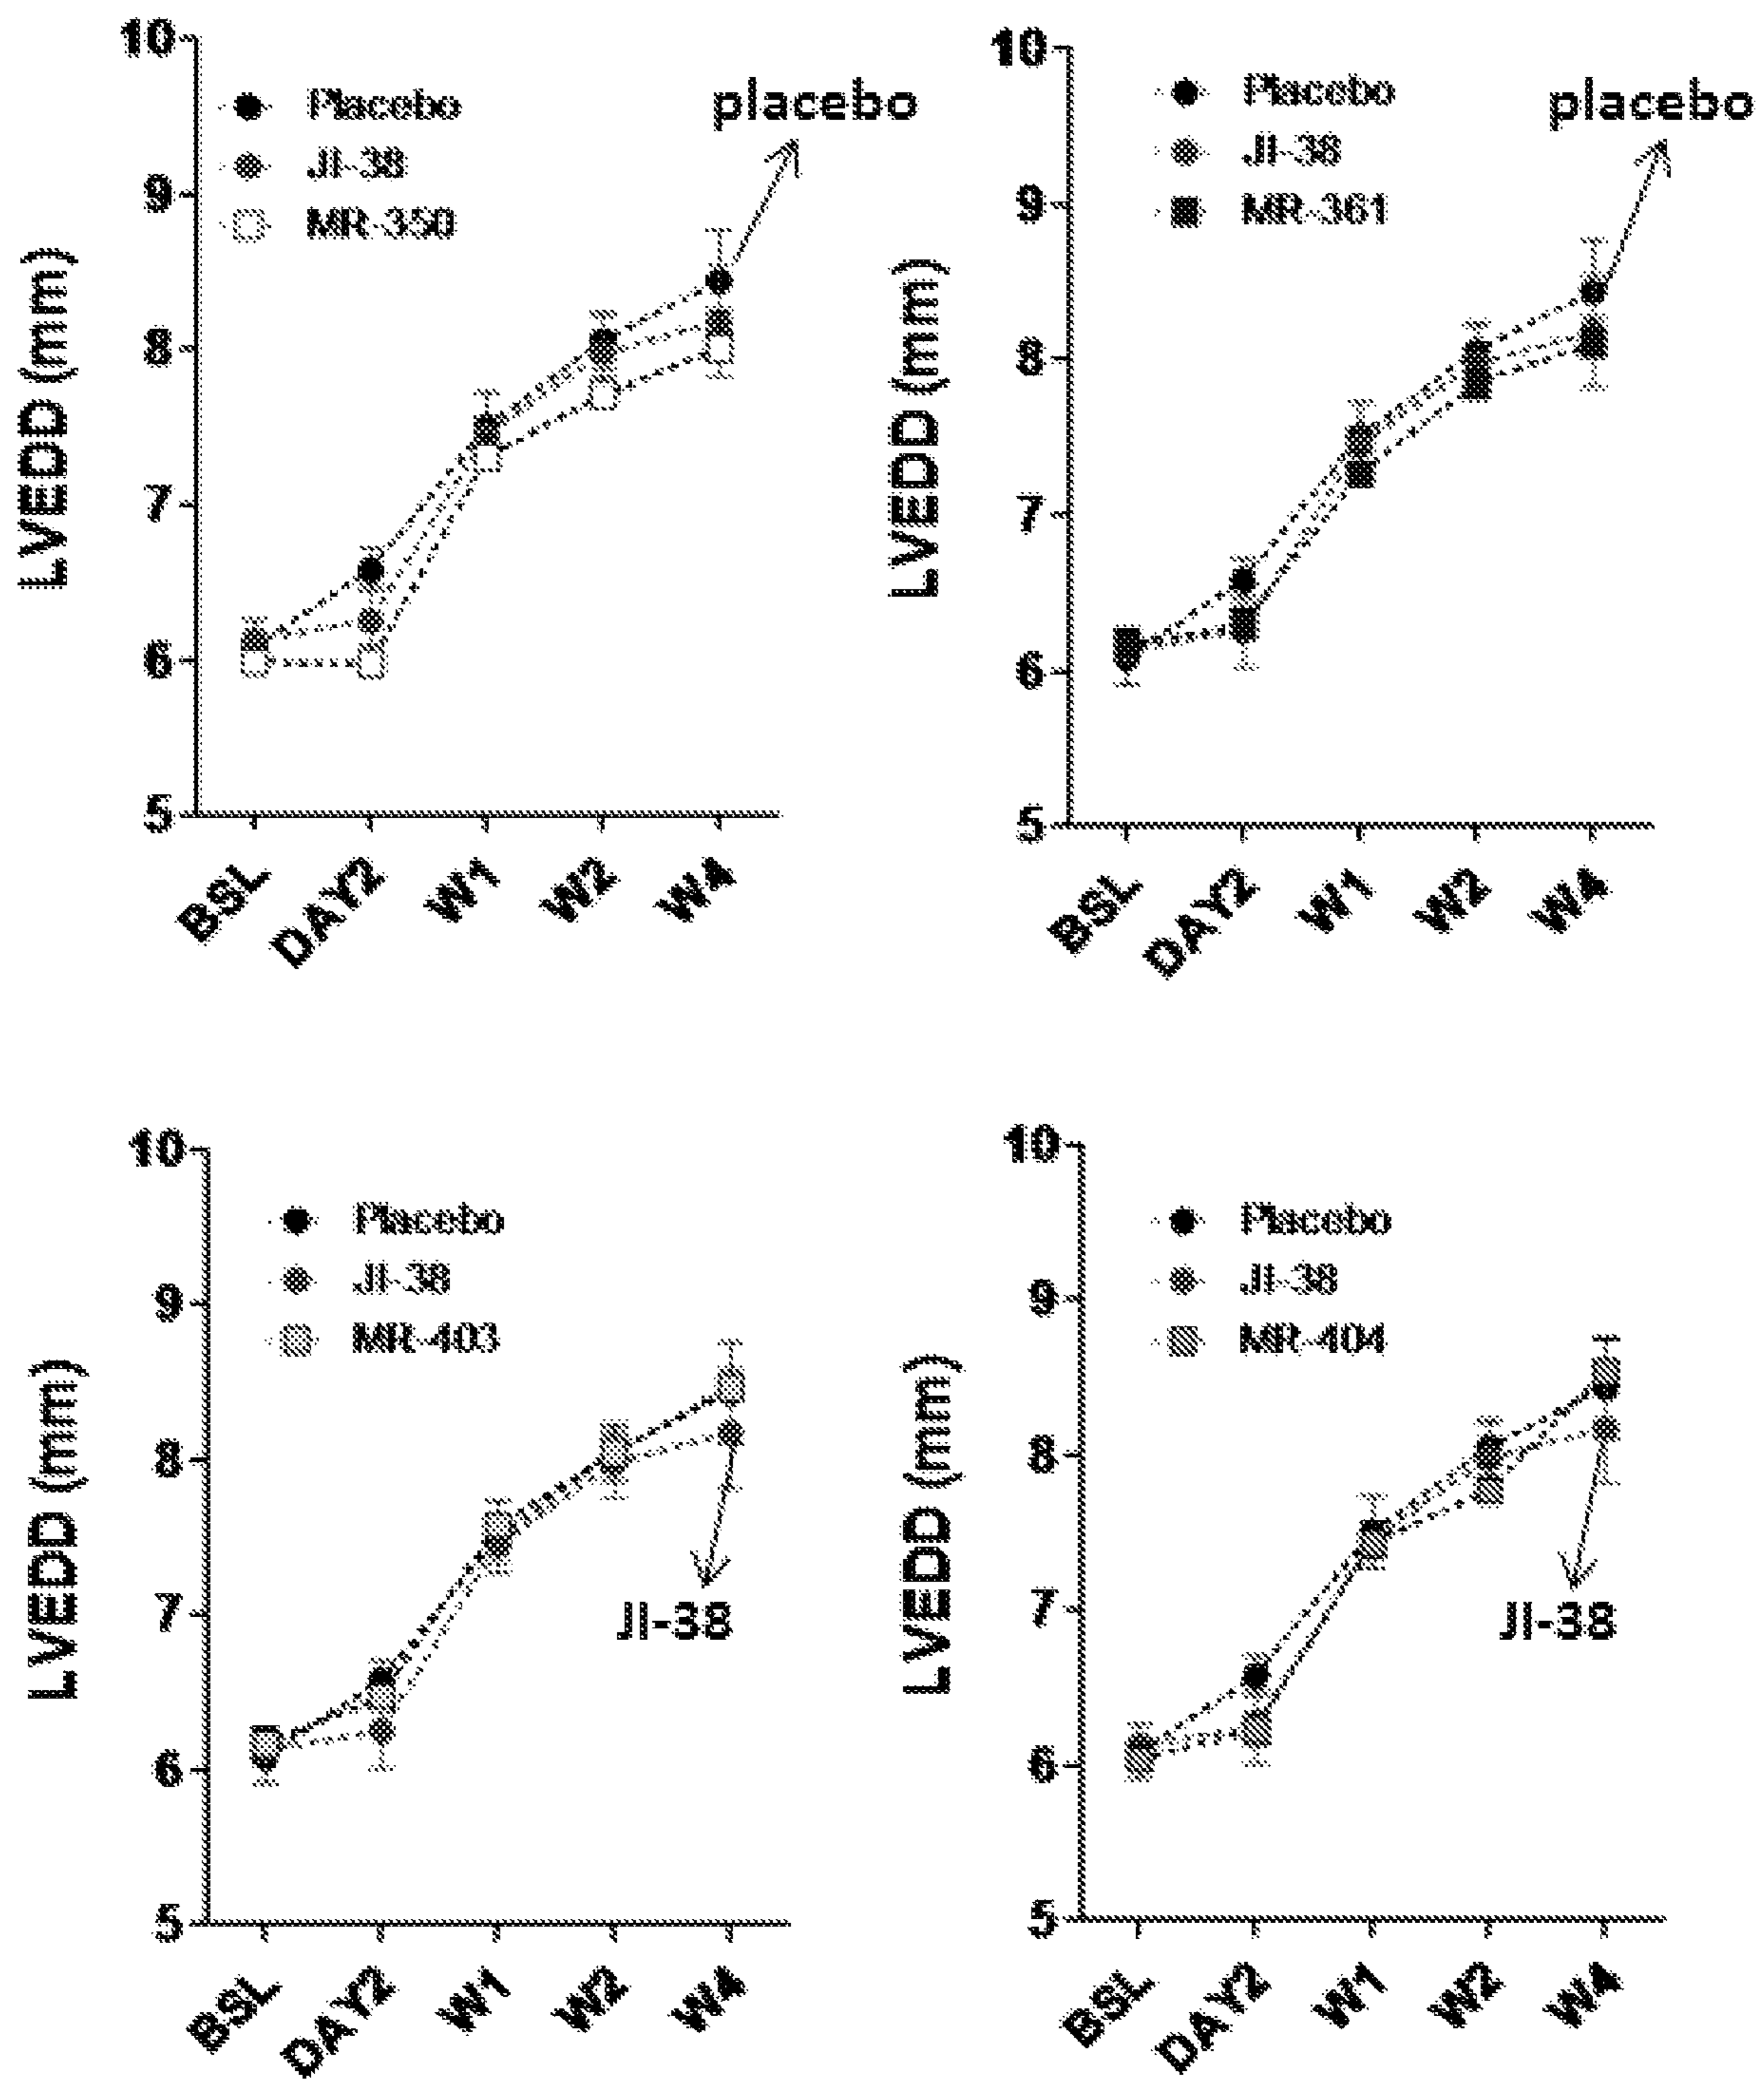 10
9
8
7
6
5
LVEDD (mm)
Placebo
JI-38
MR-350
placebo
BSL
DAY2
W1
W2
W4
10
9
8
7
6
5
LVEDD (mm)
Placebo
JI-38
MR-361
placebo
BSL
DAY2
W1
W2
W4
10
9
8
7
6
5
LVEDD (mm)
Placebo
JI-38
MR-403
JI-38
BSL
DAY2
W1
W2
W4
10
9
8
7
6
5
LVEDD (mm)
Placebo
JI-38
MR-404
JI-38
BSL
DAY2
W1
W2
W4